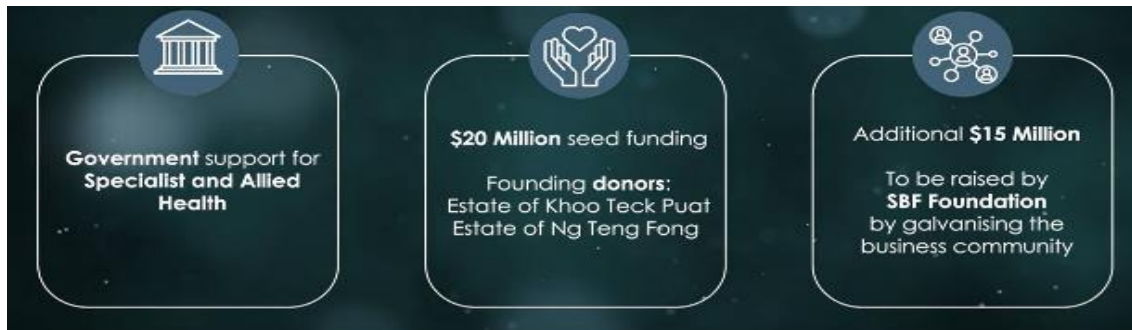 Government support for
Specialist and Allied
Health
$20 Million seed funding
Founding donors:
Estate of Khoo Teck Puat
Estate of Ng Teng Fong
Additional $15 Million
To be raised by
SBF Foundation
by galvanising the
business community